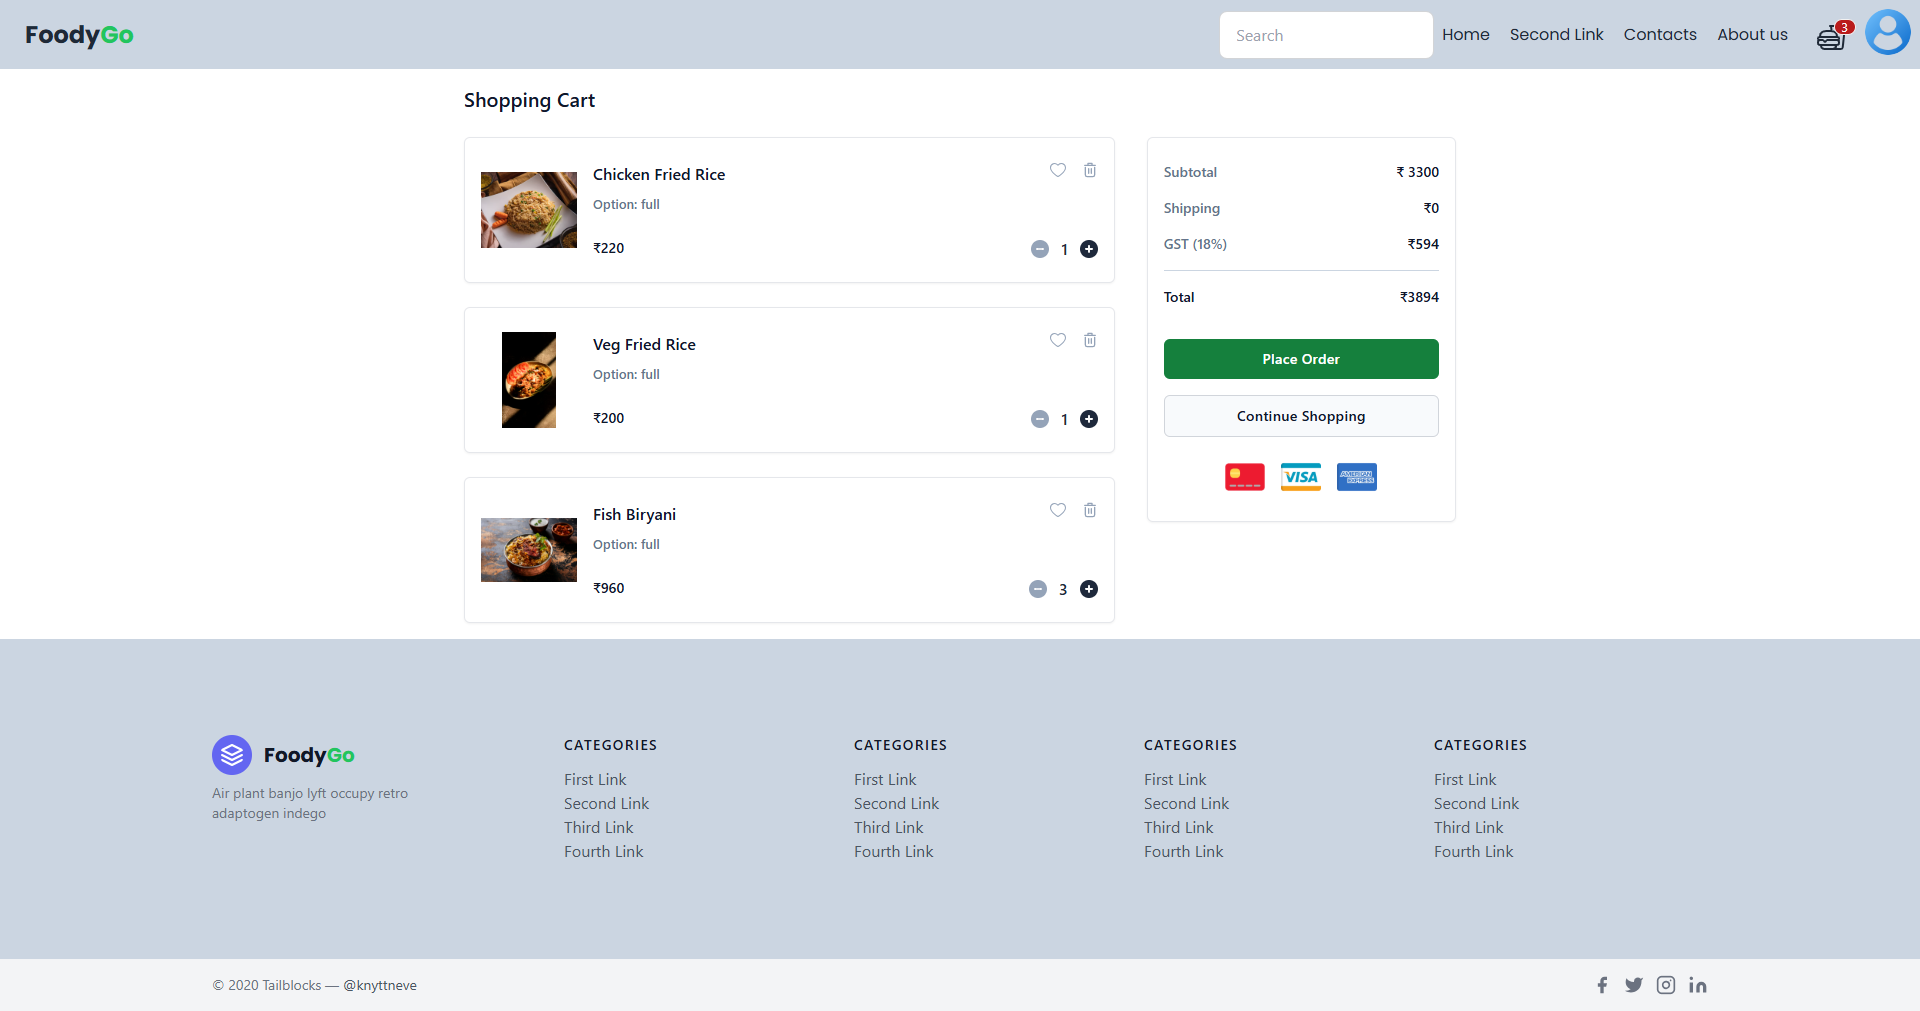 FoodyGo
Search
Home
Second Link
Contacts
About us
3
Shopping Cart
Chicken Fried Rice
Option: full
₹220
1
Veg Fried Rice
Option: full
₹200
1
Fish Biryani
Option: full
₹960
3
Subtotal ₹ 3300
Shipping ₹0
GST (18%) ₹594
Total ₹3894
Place Order
Continue Shopping
VISA
AMERICAN EXPRESS
FoodyGo
Air plant banjo lyft occupy retro
adaptogen indego
CATEGORIES
First Link
Second Link
Third Link
Fourth Link
CATEGORIES
First Link
Second Link
Third Link
Fourth Link
CATEGORIES
First Link
Second Link
Third Link
Fourth Link
CATEGORIES
First Link
Second Link
Third Link
Fourth Link
© 2020 Tailblocks — @knyttneve